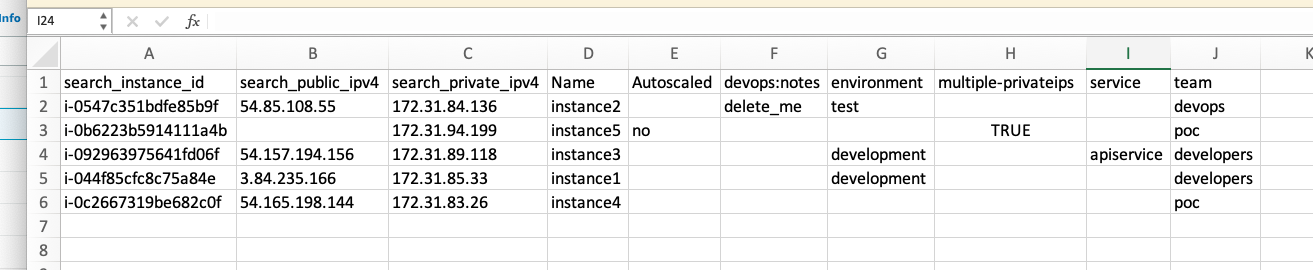 Info
I24 fx
A B C D E F G H I J K
1 search_instance_id search_public_ipv4 search_private_ipv4 Name Autoscaled devops:notes environment multiple-privateips service team
2 i-0547c351bdfe85b9f 54.85.108.55 172.31.84.136 instance2 delete_me test devops
3 i-0b6223b5914111a4b 172.31.94.199 instance5 no TRUE poc
4 i-092963975641fd06f 54.157.194.156 172.31.89.118 instance3 development apiservice developers
5 i-044f85cfc8c75a84e 3.84.235.166 172.31.85.33 instance1 development developers
6 i-0c2667319be682c0f 54.165.198.144 172.31.83.26 instance4 poc
7
8